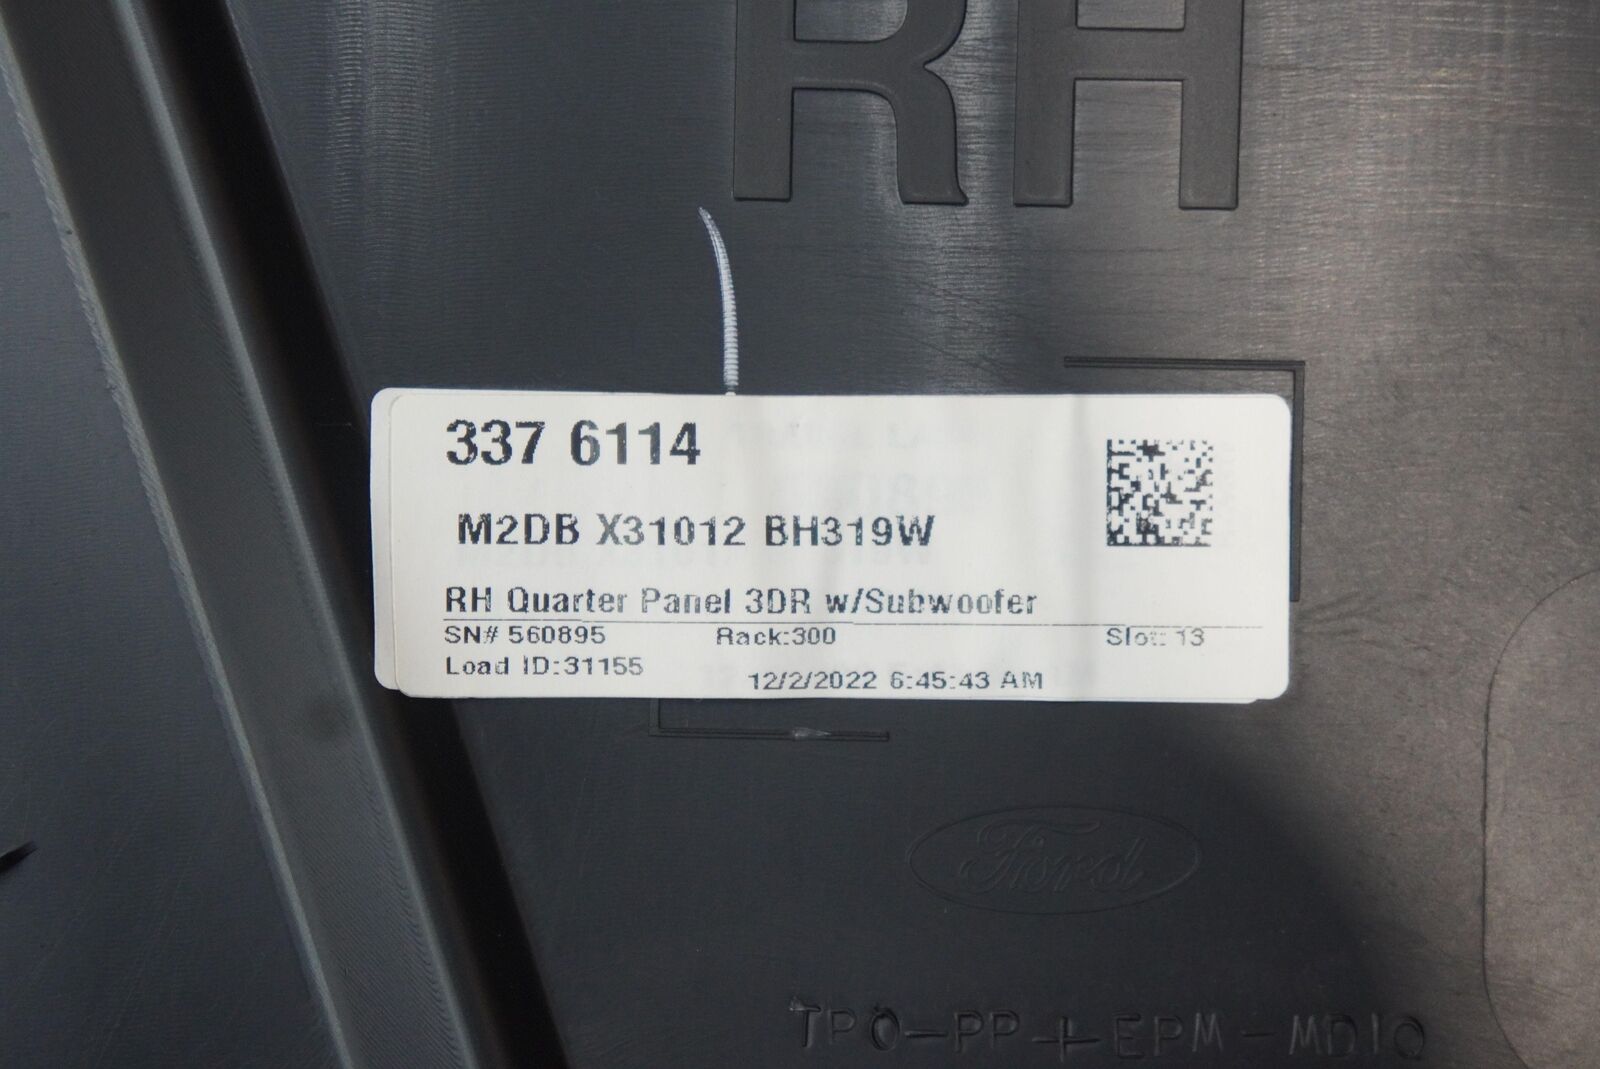 RH
337 6114
M2DB X31012 BH319W
RH Quarter Panel 3DR w/Subwoofer
SN# 560895 Rack:300 Slot: 13
Load ID:31155 12/2/2022 6:45:43 AM
Ford
TPO-PP+EPM-MD10